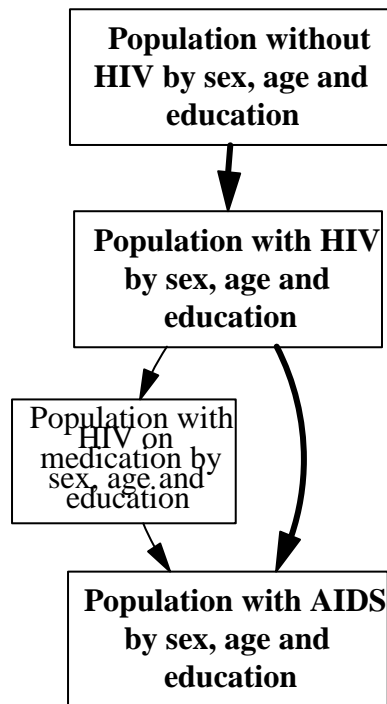 Population without
HIV by sex, age and
education
Population with HIV
by sex, age and
education
Population with
HIV on
medication by
sex, age and
education
Population with AIDS
by sex, age and
education